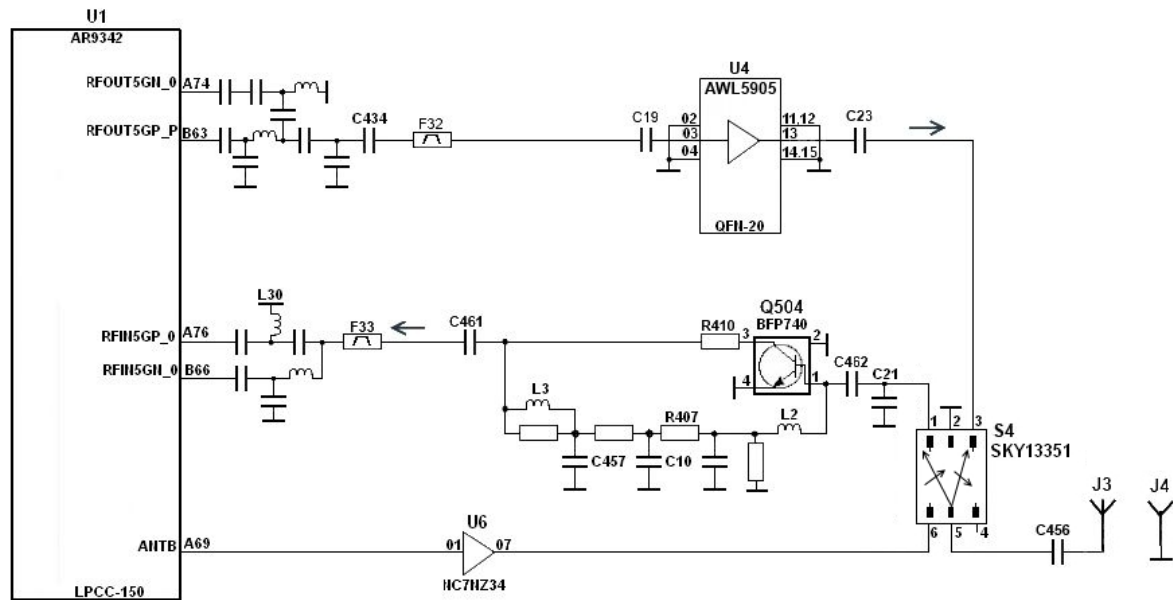 U1
AR9342
RFOUT5GN_0 A74
RFOUT5GP_P B63
C434
F32
C19
U4
AWL5905
02
03
04
11,12
13
14.15
QFN-20
C23
L30
RFIN5GP_0 A76
RFIN5GN_0 B66
F33
C461
R410
Q504
BFP740
3
2
4
1
C462
C21
L3
C457
C10
R407
L2
1 2 3
S4
SKY13351
6 5 4
J3
J4
C456
ANTB A69
U6
01
07
NC7NZ34
LPCC-150